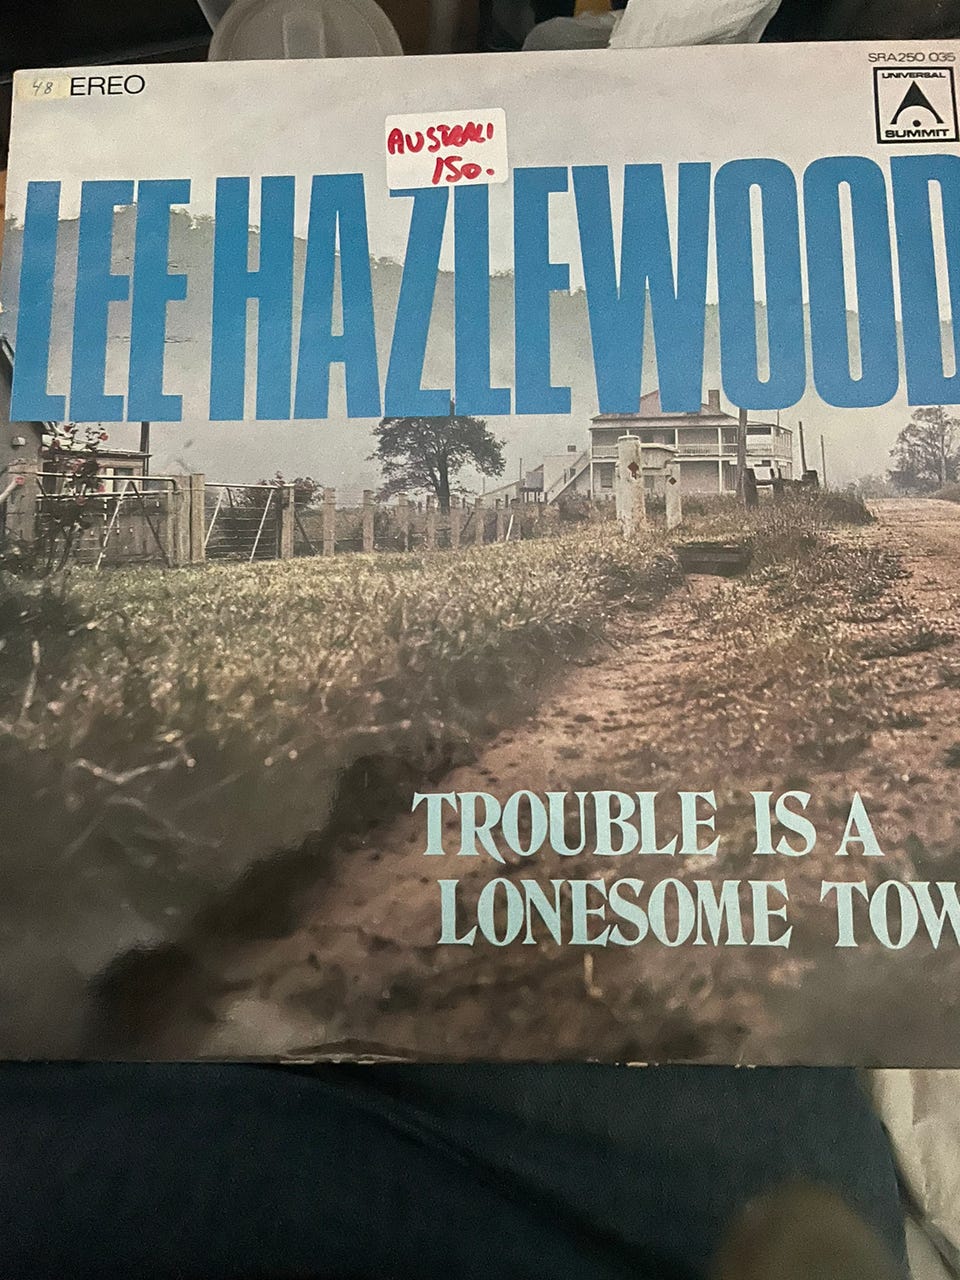 48 EREO
SRA250 035
UNIVERSAL
SUMMIT
AUSTRALI
150.
LEE HAZLEWOOD
TROUBLE IS A
LONESOME TOW